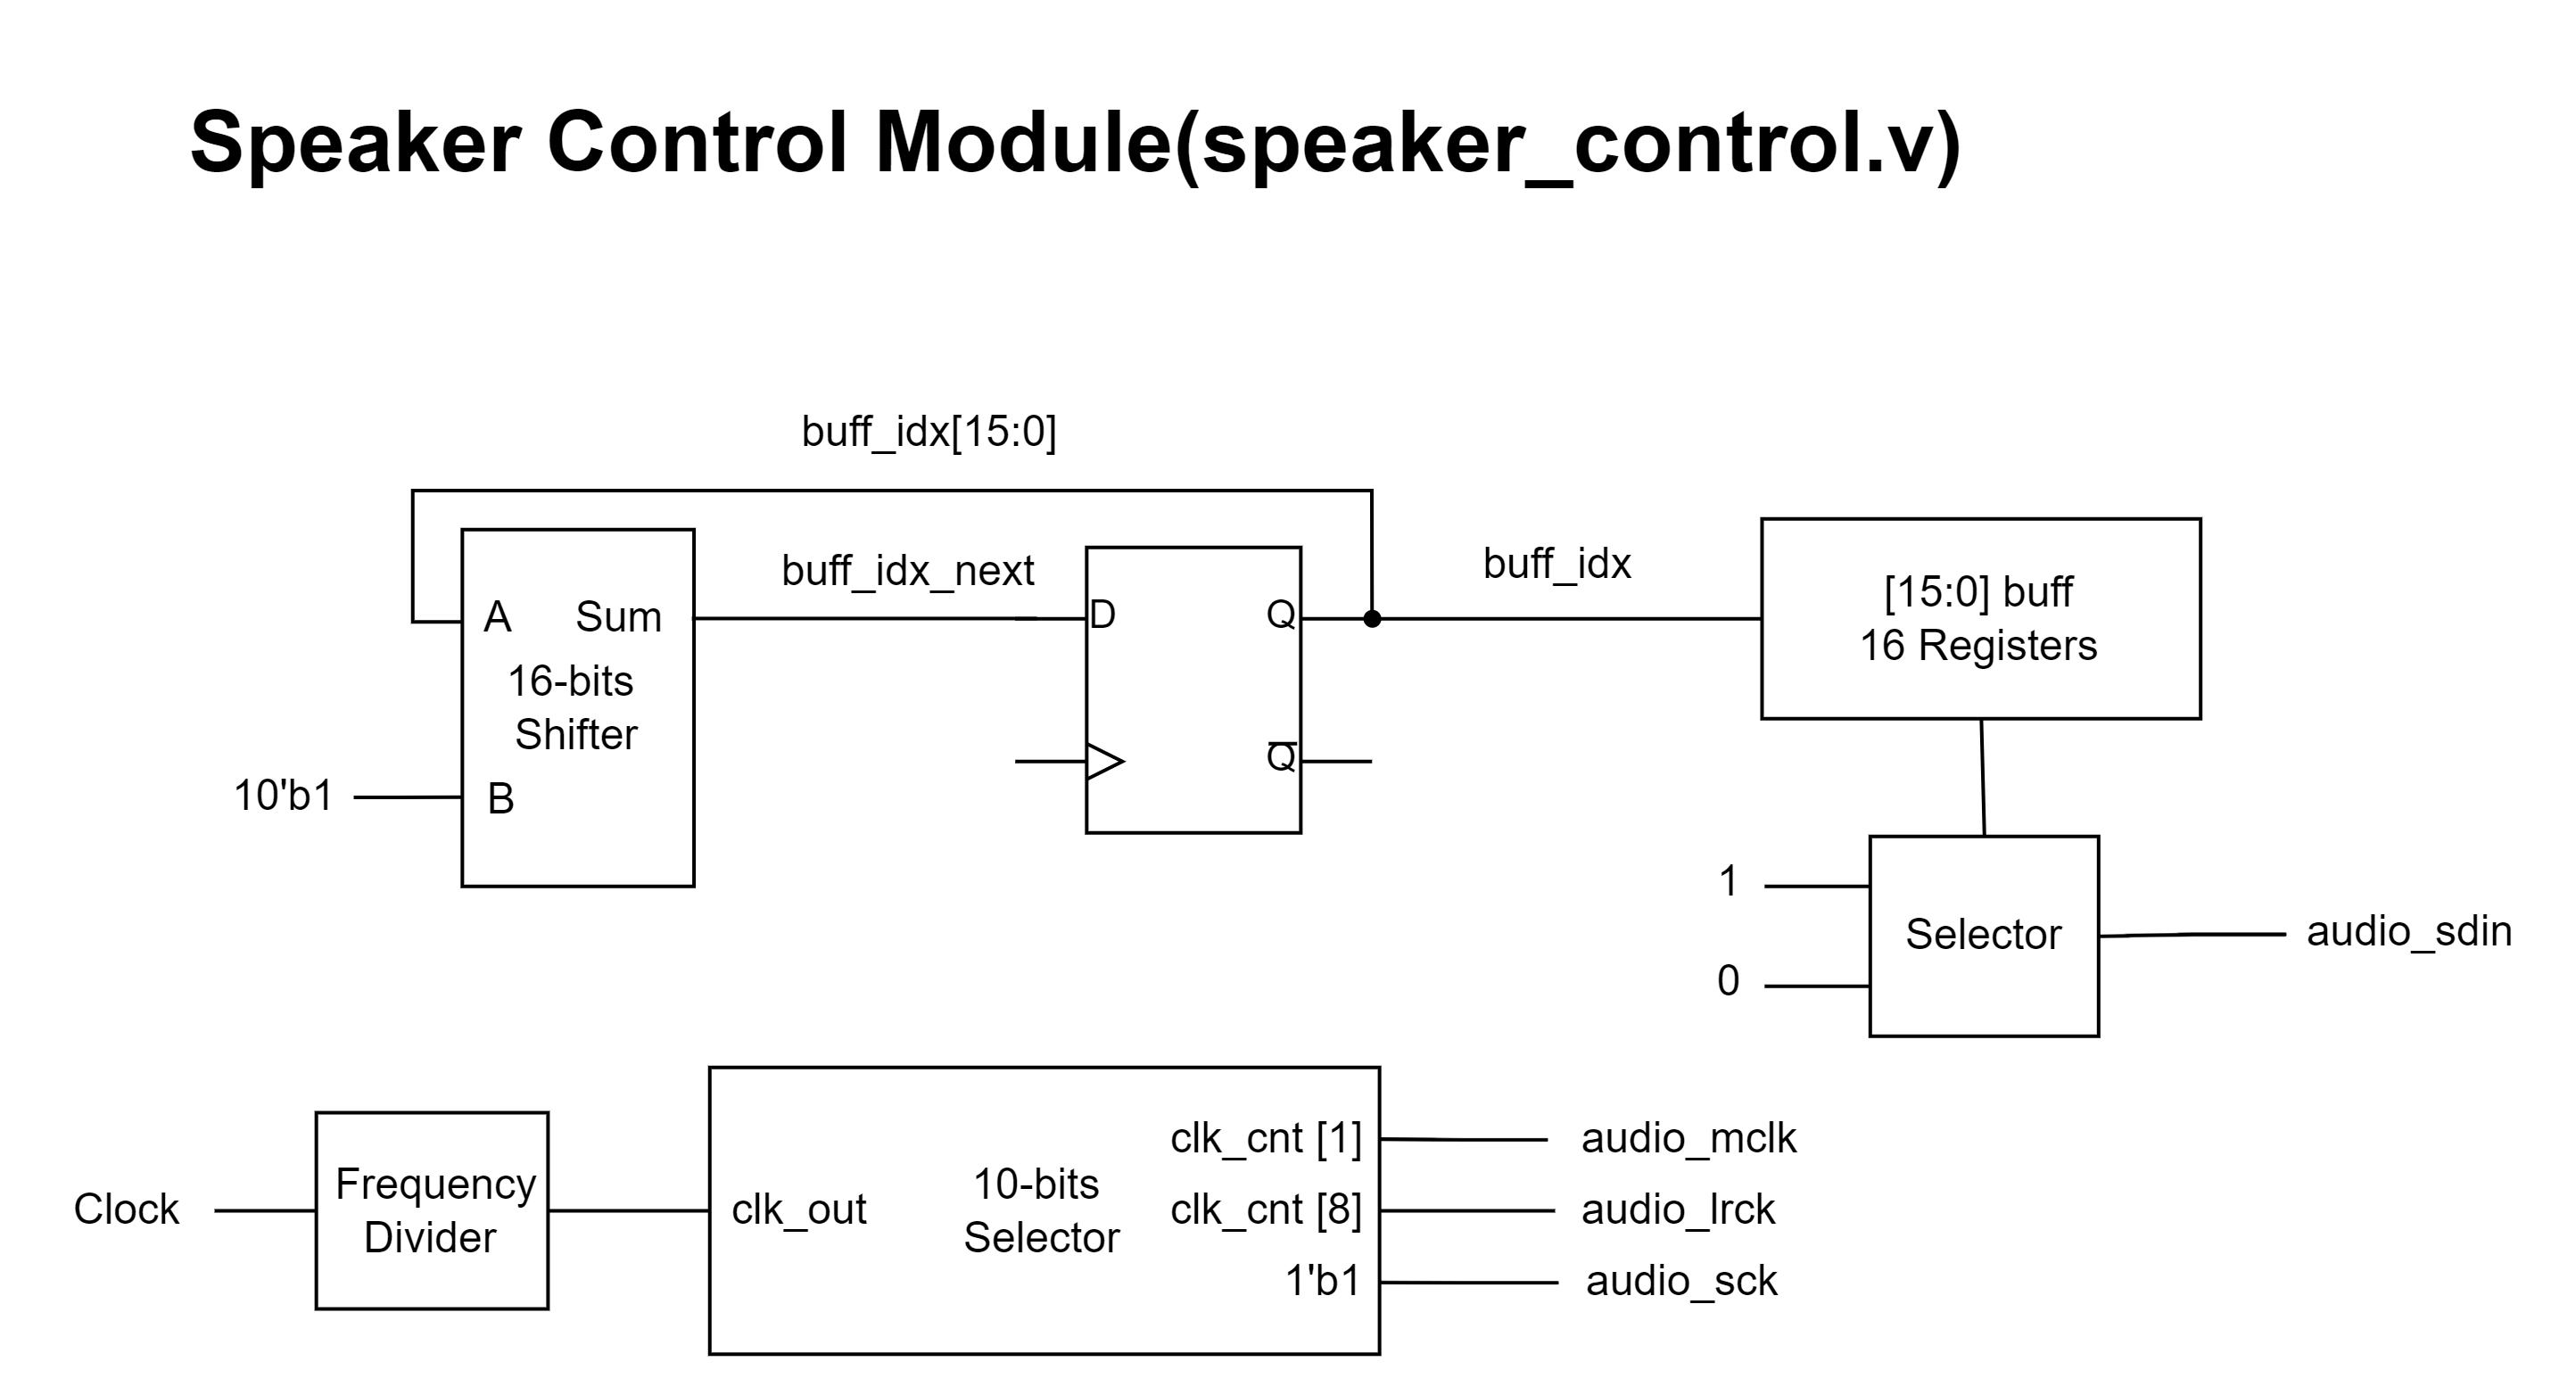 Speaker Control Module(speaker_control.v)
buff_idx[15:0]
buff_idx_next
buff_idx
A
Sum
16-bits
Shifter
B
10'b1
D
Q
Q̅
[15:0] buff
16 Registers
1
0
Selector
audio_sdin
Clock
Frequency
Divider
clk_out
10-bits
Selector
clk_cnt [1]
clk_cnt [8]
1'b1
audio_mclk
audio_lrck
audio_sck